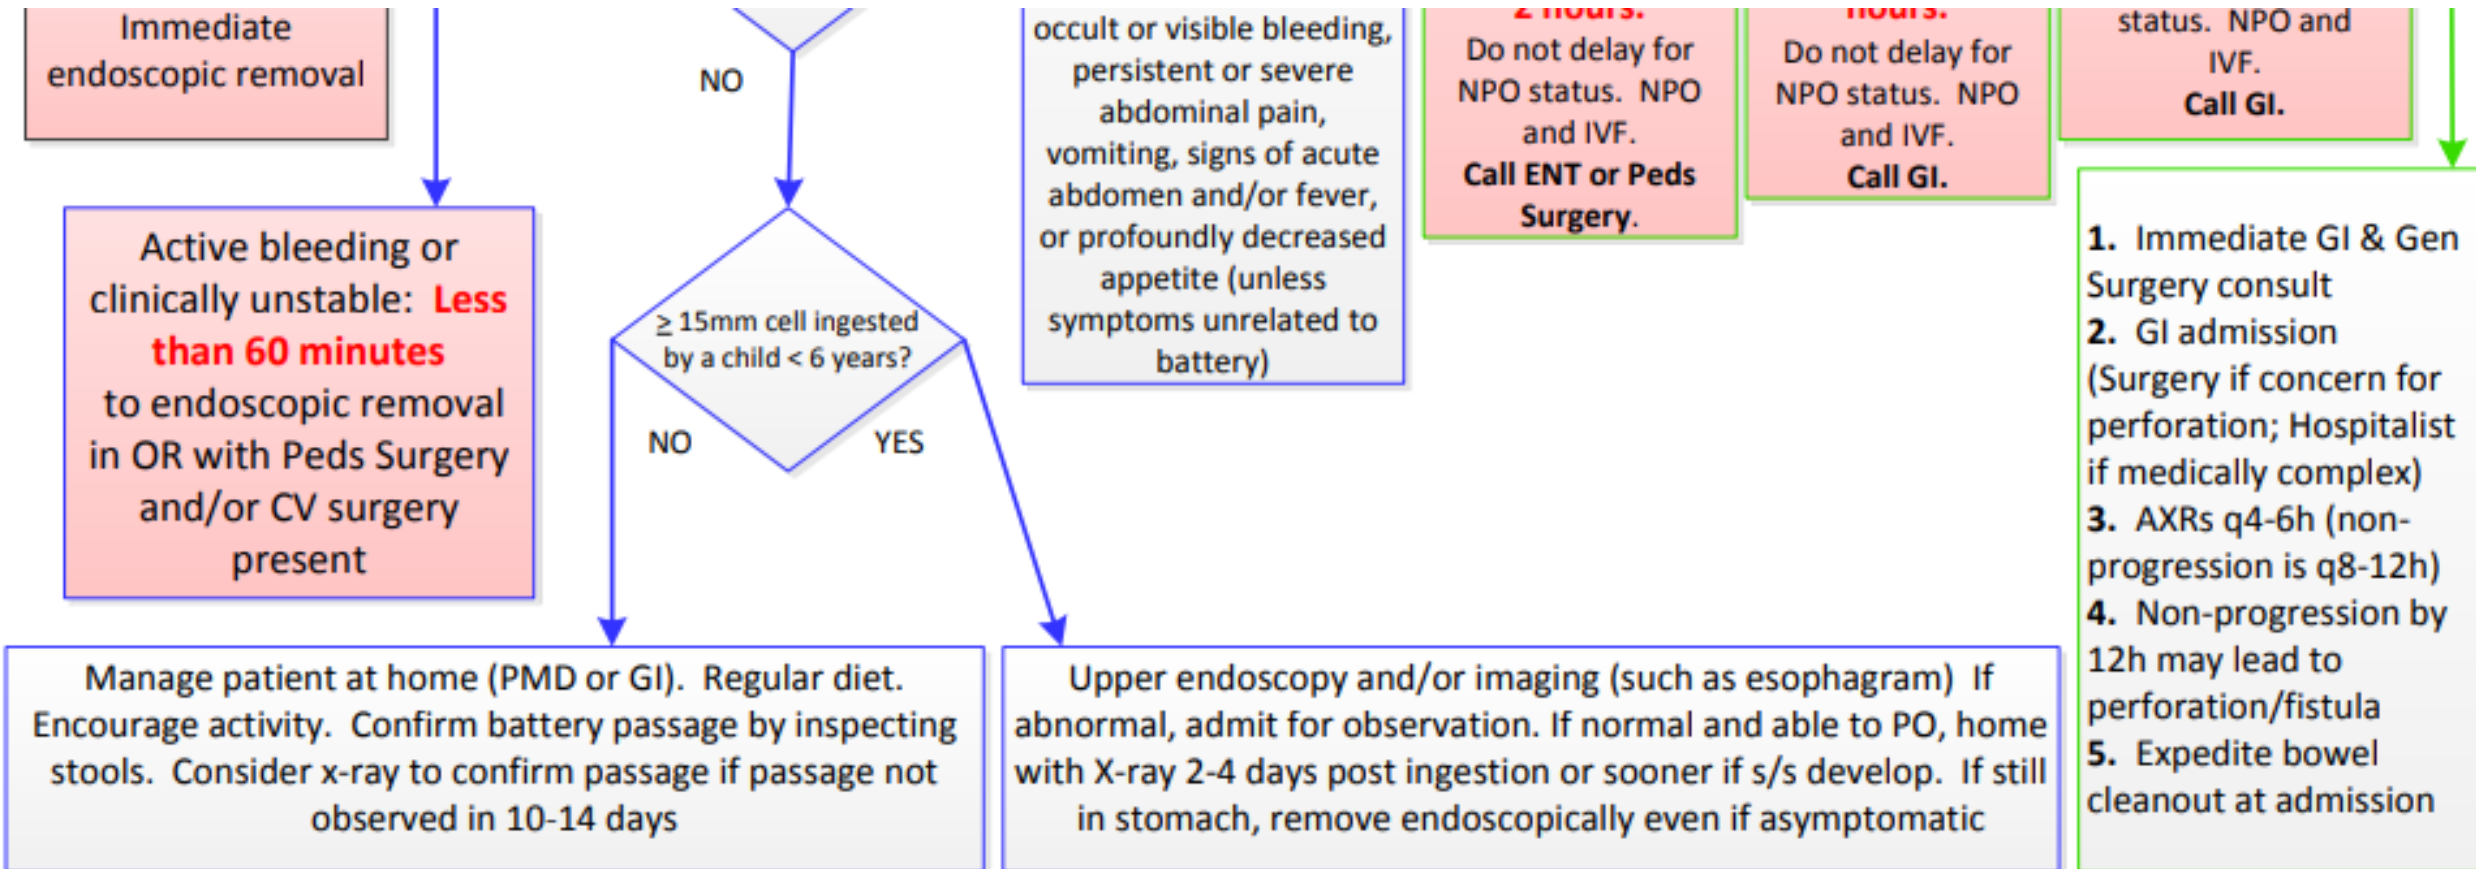 Immediate
endoscopic removal
NO
occult or visible bleeding,
persistent or severe
abdominal pain,
vomiting, signs of acute
abdomen and/or fever,
or profoundly decreased
appetite (unless
symptoms unrelated to
battery)
2 hours.
Do not delay for
NPO status.  NPO
and IVF.
Call ENT or Peds
Surgery.
hours.
Do not delay for
NPO status.  NPO
and IVF.
Call GI.
status.  NPO and
IVF.
Call GI.
Active bleeding or
clinically unstable:  Less
than 60 minutes
to endoscopic removal
in OR with Peds Surgery
and/or CV surgery
present
≥ 15mm cell ingested
by a child < 6 years?
NO
YES
1.  Immediate GI & Gen
Surgery consult
2.  GI admission
(Surgery if concern for
perforation; Hospitalist
if medically complex)
3.  AXRs q4-6h (non-
progression is q8-12h)
4.  Non-progression by
12h may lead to
perforation/fistula
5.  Expedite bowel
cleanout at admission
Manage patient at home (PMD or GI).  Regular diet.
Encourage activity.  Confirm battery passage by inspecting
stools.  Consider x-ray to confirm passage if passage not
observed in 10-14 days
Upper endoscopy and/or imaging (such as esophagram)  If
abnormal, admit for observation. If normal and able to PO, home
with X-ray 2-4 days post ingestion or sooner if s/s develop.  If still
in stomach, remove endoscopically even if asymptomatic